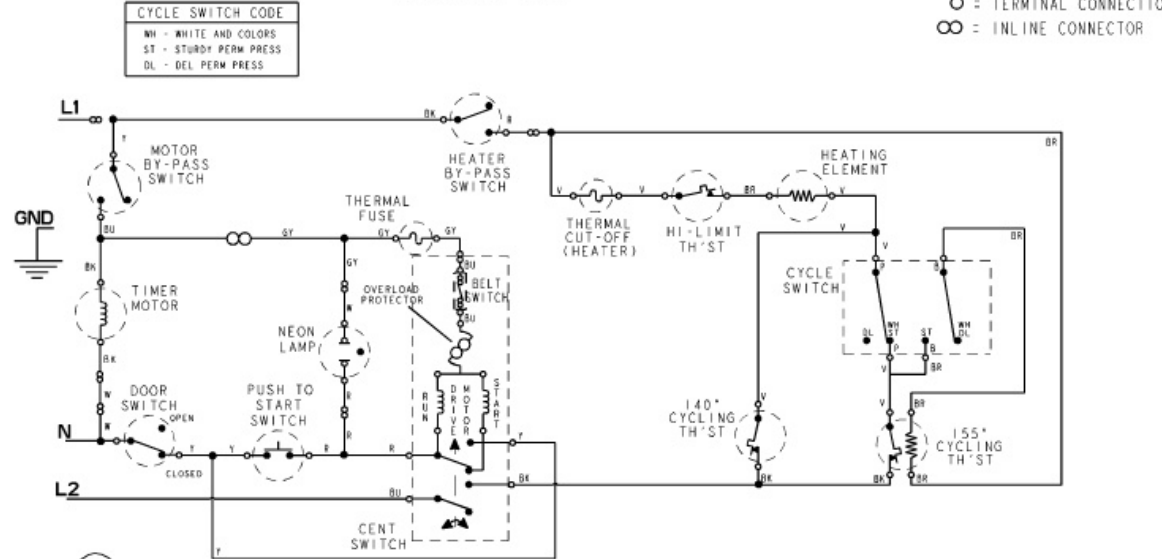 CYCLE SWITCH CODE
WH - WHITE AND COLORS
ST - STURDY PERM PRESS
DL - DEL PERM PRESS
= TERMINAL CONNECTIO
= INLINE CONNECTOR
L1
BK
R
Y
BR
MOTOR
BY-PASS
SWITCH
HEATER
BY-PASS
SWITCH
HEATING
ELEMENT
V
V
BR
V
THERMAL
CUT-OFF
(HEATER)
HI-LIMIT
TH'ST
THERMAL
FUSE
GND
BU
GY
GY
GY
GY
V
V
BR
BK
BU
BELT
SWITCH
BU
OVERLOAD
PROTECTOR
TIMER
MOTOR
W
NEON
LAMP
CYCLE
SWITCH
P
B
DL
WH
ST
ST
WH
DL
P
B
V
BR
BK
W
R
R
RUN
DRIVE
MOTOR
START
DOOR
SWITCH
OPEN
CLOSED
PUSH TO
START
SWITCH
N
Y
Y
R
R
Y
V
140°
CYCLING
TH'ST
V
BR
155°
CYCLING
TH'ST
BK
BK
BR
L2
BU
CENT
SWITCH
Y